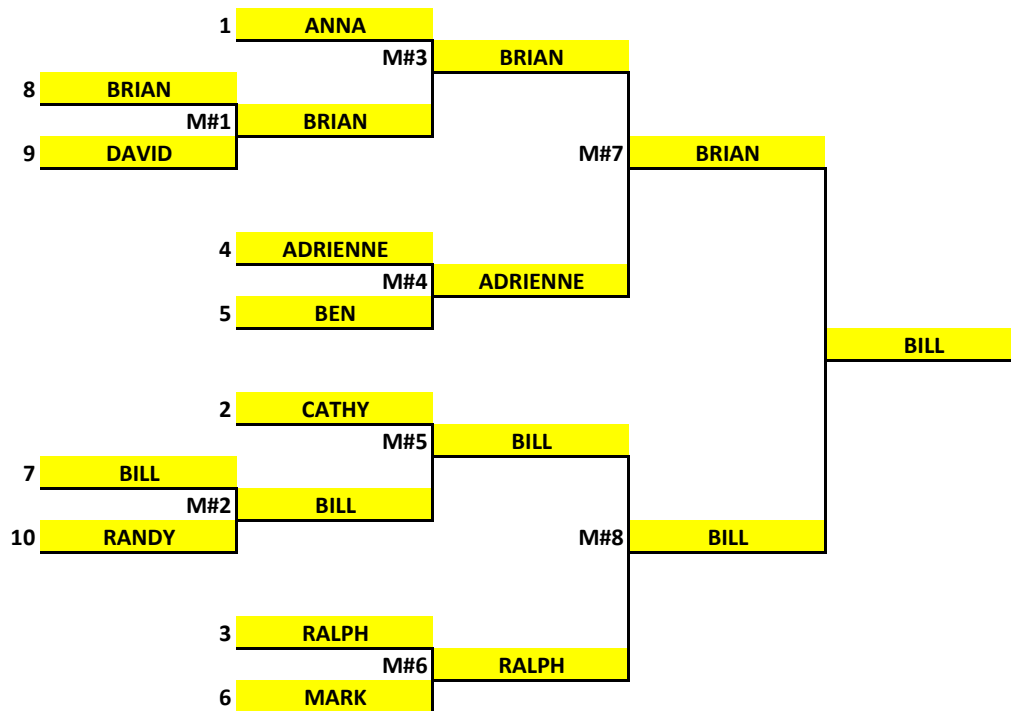 1 ANNA
M#3 BRIAN
8 BRIAN
M#1 BRIAN
9 DAVID
M#7 BRIAN
4 ADRIENNE
M#4 ADRIENNE
5 BEN
BILL
2 CATHY
M#5 BILL
7 BILL
M#2 BILL
10 RANDY
M#8 BILL
3 RALPH
M#6 RALPH
6 MARK